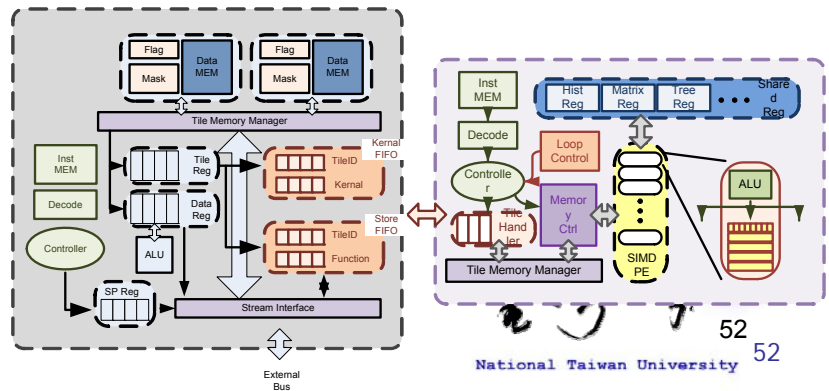 Flag
Mask
Data
MEM
Flag
Mask
Data
MEM
Tile Memory Manager
Inst
MEM
Decode
Controller
Tile
Reg
Data
Reg
ALU
SP Reg
Kernal
FIFO
TileID
Kernal
Store
FIFO
TileID
Function
Stream Interface
External
Bus
Inst
MEM
Decode
Controlle
r
Loop
Control
Tile
Handler
Memor
y Ctrl
Tile Memory Manager
Hist
Reg
Matrix
Reg
Tree
Reg
Share
d
Reg
SIMD
PE
ALU
52
National Taiwan University 52